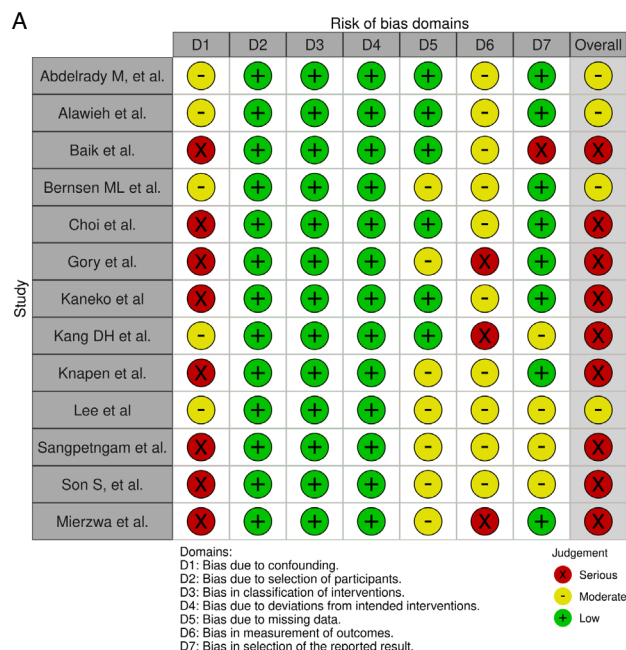 A
Risk of bias domains
D1 D2 D3 D4 D5 D6 D7 Overall
Study
Abdelrady M, et al. - + + + + - + -
Alawieh et al. - + + + + - + -
Baik et al. X + + + + - X X
Bernsen ML et al. - + + + - - + -
Choi et al. X + + + + - + X
Gory et al. X + + + - X + X
Kaneko et al X + + + + - + X
Kang DH et al. - + + + + X - X
Knapen et al. X + + + - - + X
Lee et al - + + + - - - -
Sangpetngam et al. X + + + - - - X
Son S, et al. X + + + - - - X
Mierzwa et al. X + + + - X + X
Domains:
D1: Bias due to confounding.
D2: Bias due to selection of participants.
D3: Bias in classification of interventions.
D4: Bias due to deviations from intended interventions.
D5: Bias due to missing data.
D6: Bias in measurement of outcomes.
D7: Bias in selection of the reported result.
Judgement
X Serious
- Moderate
+ Low